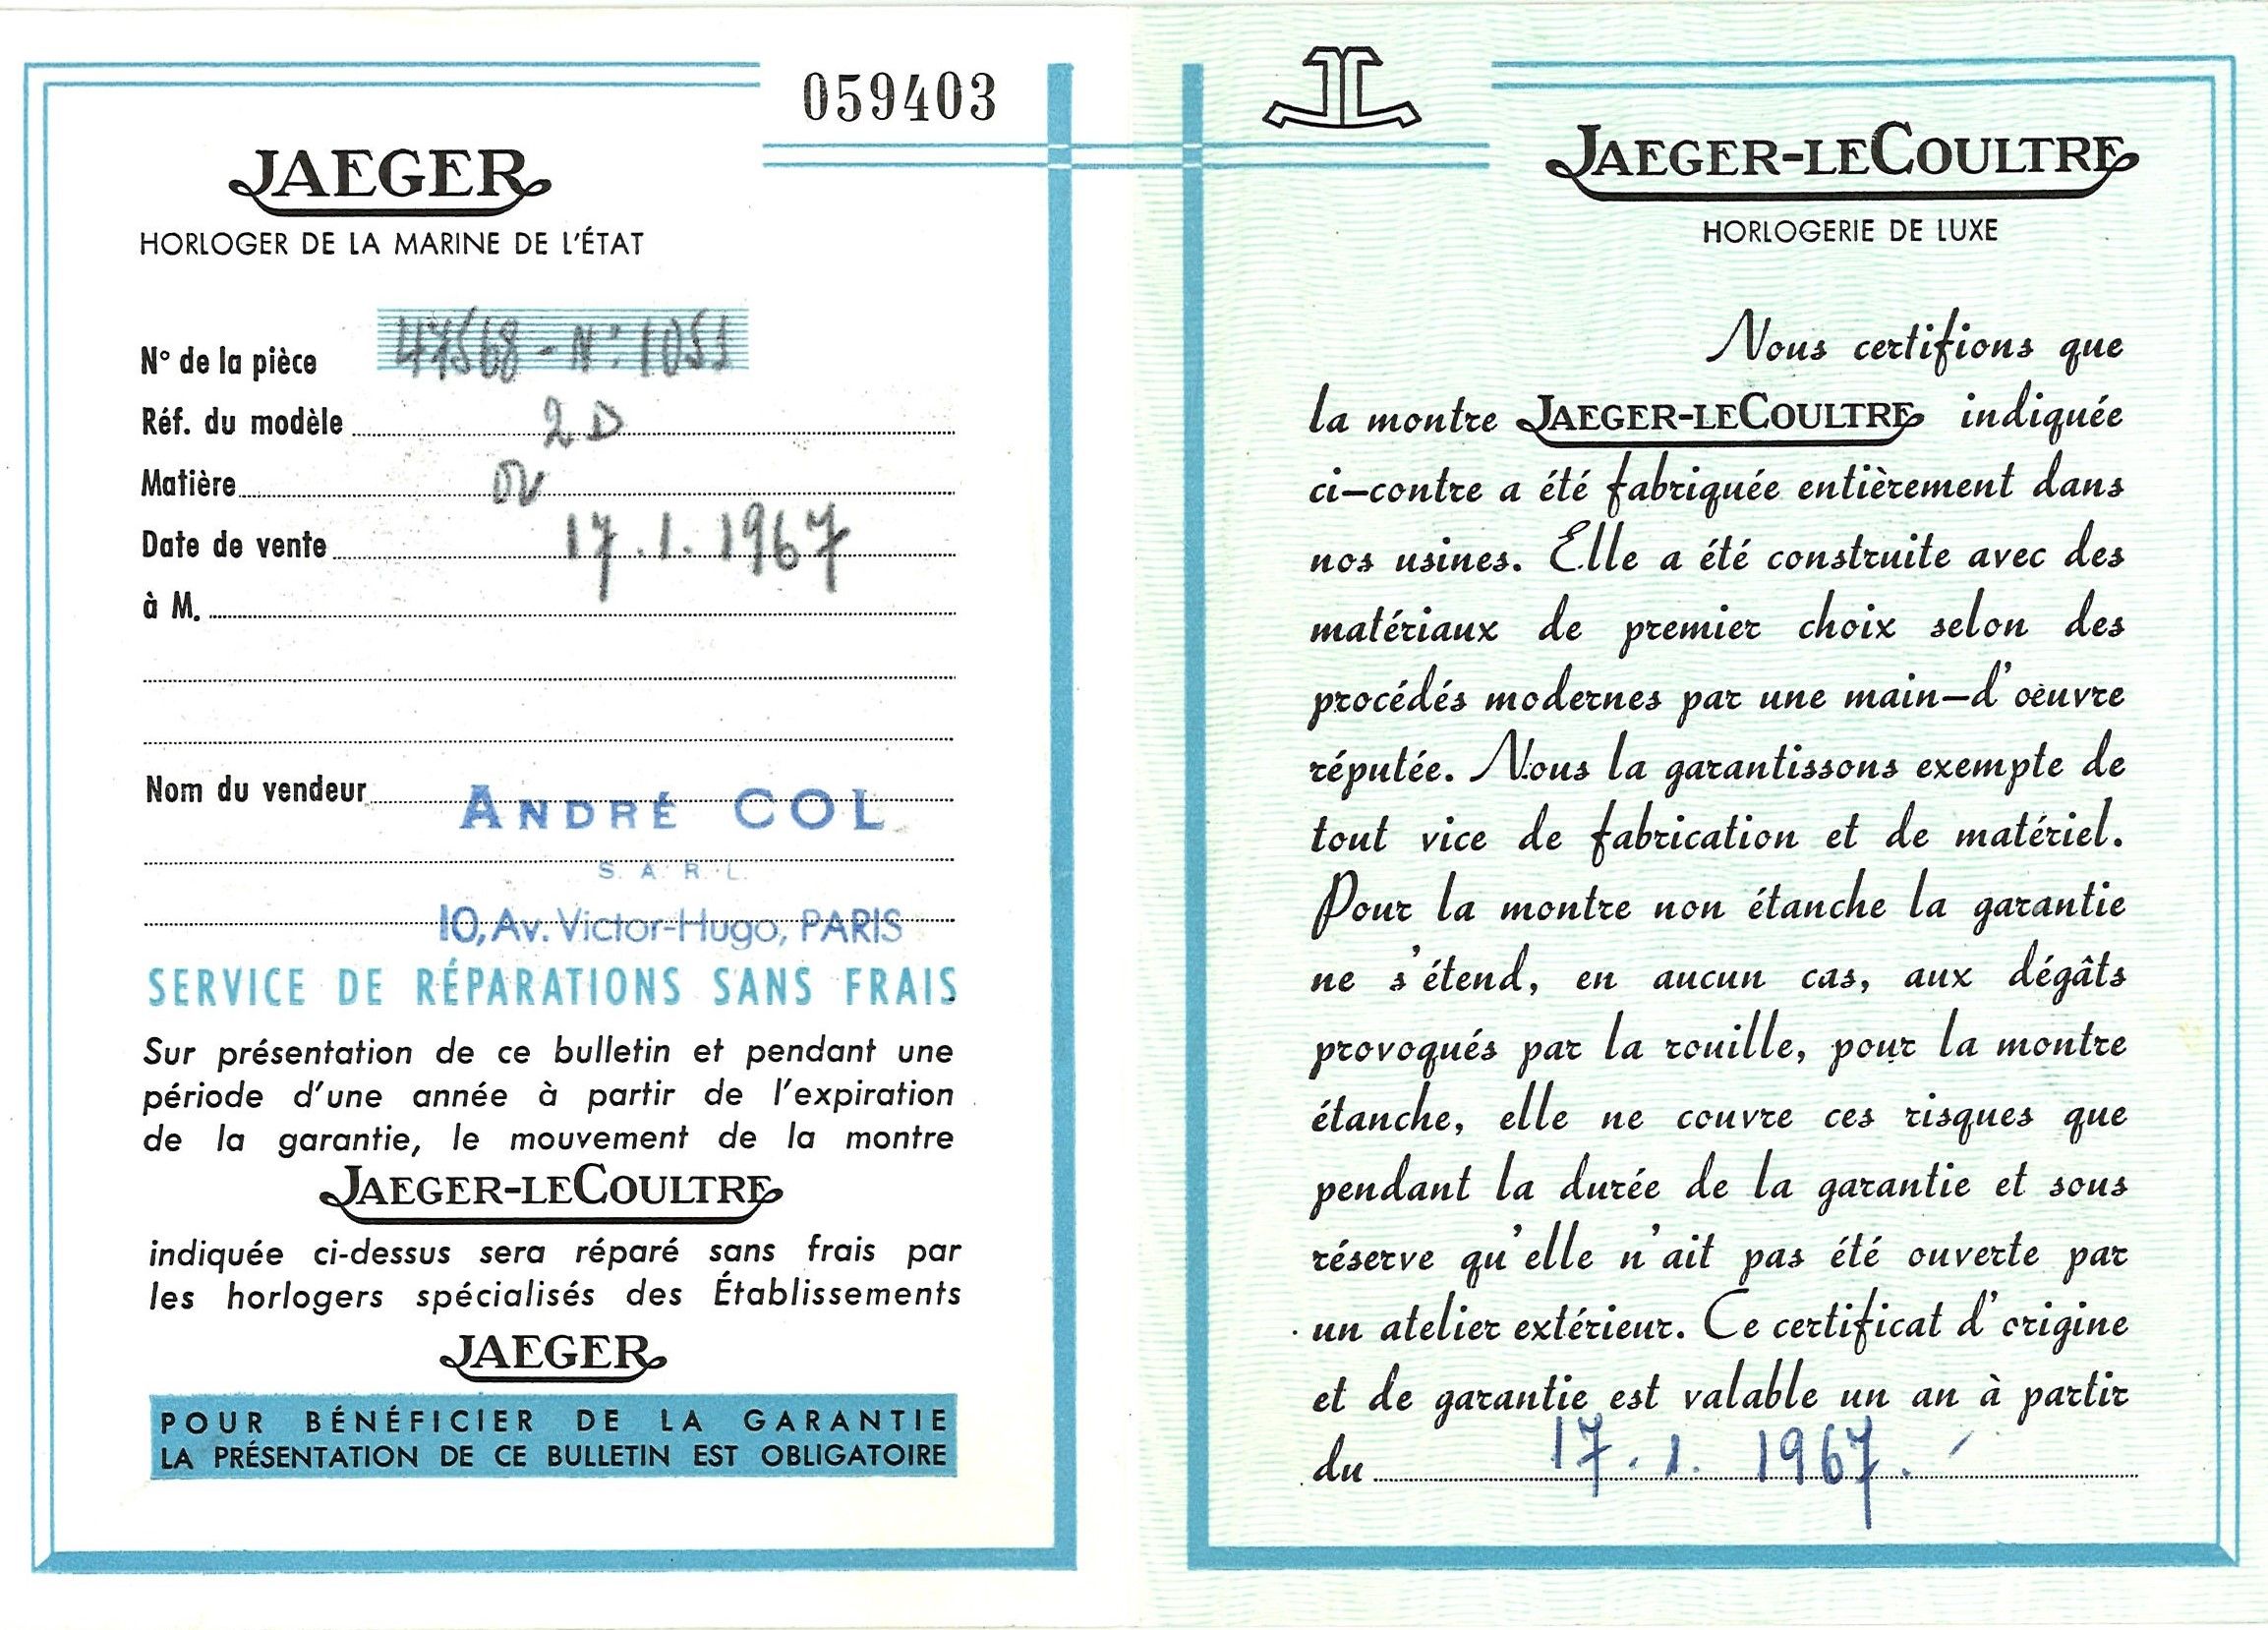 059403
JAEGER
HORLOGER DE LA MARINE DE L'ÉTAT
N° de la pièce 47568 - N° 1051
Réf. du modèle 2D
Matière or
Date de vente 17.1.1967
à M.
Nom du vendeur ANDRÉ COL
S.A.R.L.
10, Av. Victor-Hugo, PARIS
SERVICE DE RÉPARATIONS SANS FRAIS
Sur présentation de ce bulletin et pendant une
période d'une année à partir de l'expiration
de la garantie, le mouvement de la montre
JAEGER-LECOULTRE
indiquée ci-dessus sera réparé sans frais par
les horlogers spécialisés des Établissements
JAEGER
POUR BÉNÉFICIER DE LA GARANTIE
LA PRÉSENTATION DE CE BULLETIN EST OBLIGATOIRE
JL
JAEGER-LECOULTRE
HORLOGERIE DE LUXE
Nous certifions que
la montre JAEGER-LECOULTRE indiquée
ci-contre a été fabriquée entièrement dans
nos usines. Elle a été construite avec des
matériaux de premier choix selon des
procédés modernes par une main-d'oeuvre
réputée. Nous la garantissons exempte de
tout vice de fabrication et de matériel.
Pour la montre non étanche la garantie
ne s'étend, en aucun cas, aux dégâts
provoqués par la rouille, pour la montre
étanche, elle ne couvre ces risques que
pendant la durée de la garantie et sous
réserve qu'elle n'ait pas été ouverte par
un atelier extérieur. Ce certificat d'origine
et de garantie est valable un an à partir
du 17.1.1967.